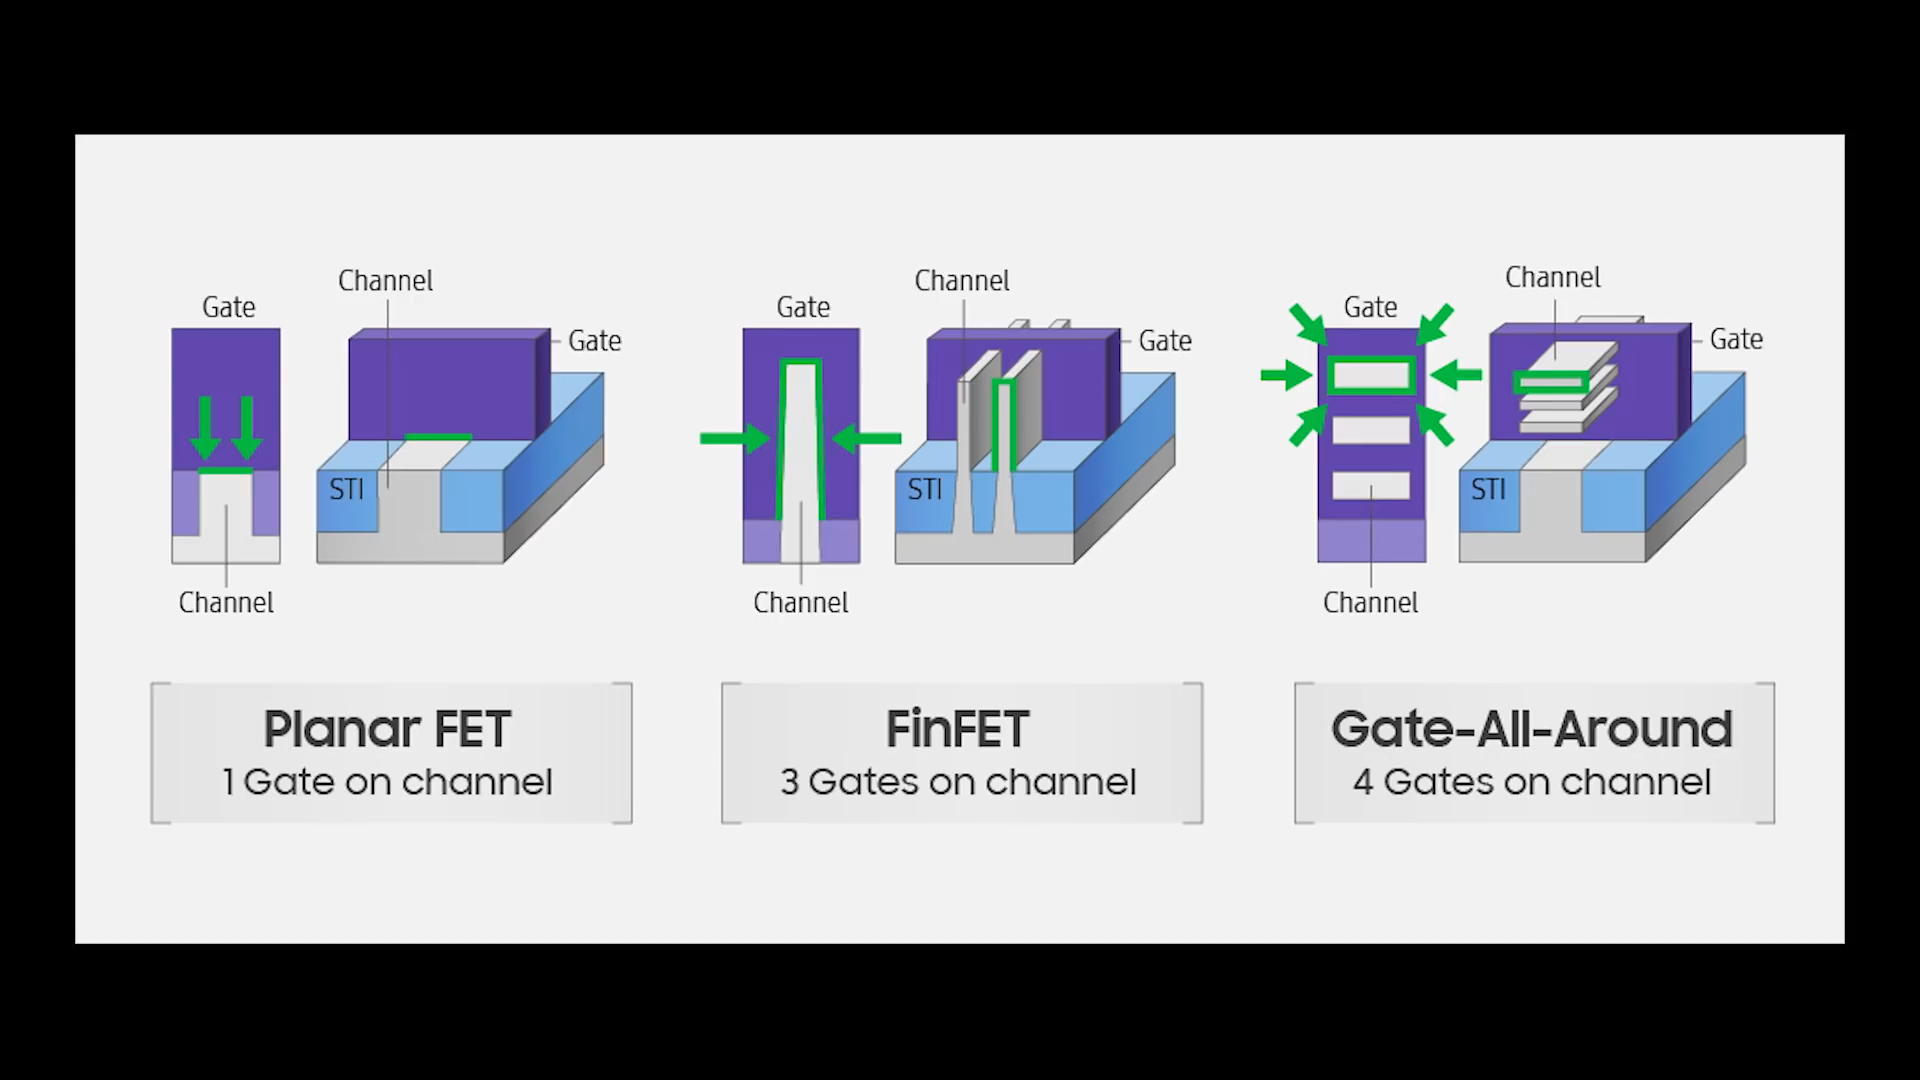 Gate
Channel
Gate
STI
Channel
Planar FET
1 Gate on channel
Gate
Channel
Gate
STI
Channel
FinFET
3 Gates on channel
Gate
Channel
Gate
STI
Channel
Gate-All-Around
4 Gates on channel